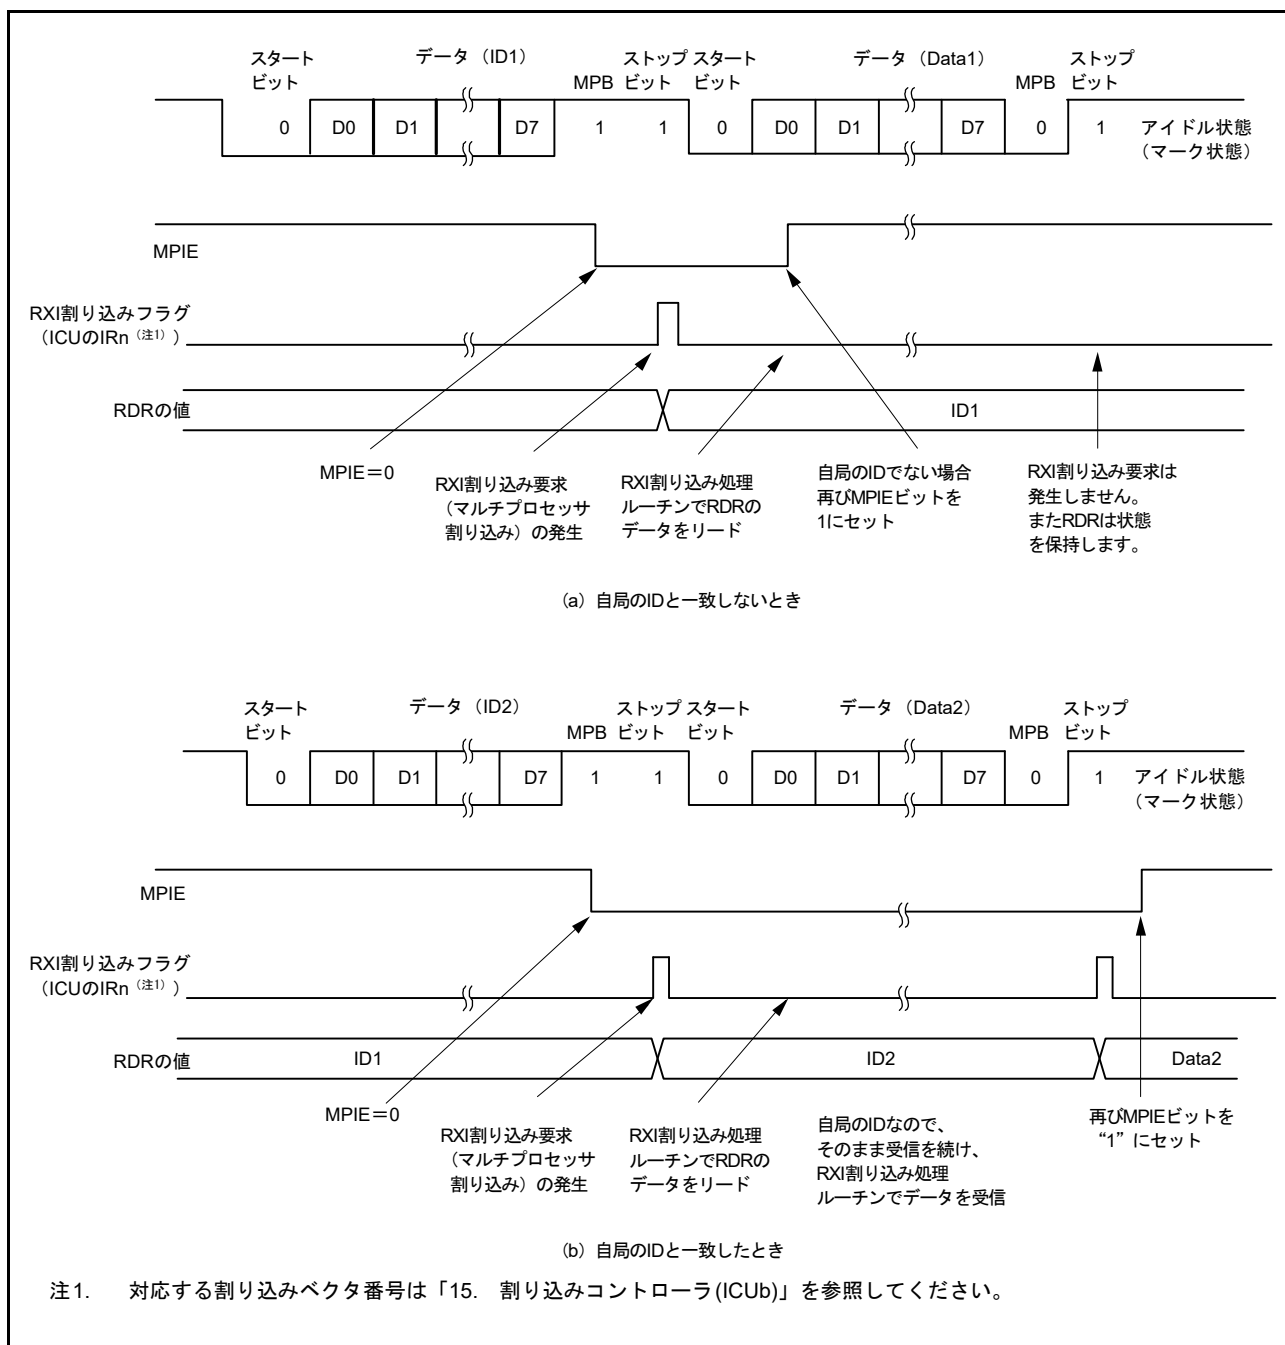 スタート
ビット
データ（ID1）
MPB
ストップ
ビット
スタート
ビット
データ（Data1）
MPB
ストップ
ビット
0 D0 D1 D7 1 1 0 D0 D1 D7 0 1
アイドル状態
（マーク状態）
MPIE
RXI割り込みフラグ
（ICUのIRn（注1））
RDRの値
ID1
MPIE＝0
RXI割り込み要求
（マルチプロセッサ
割り込み）の発生
RXI割り込み処理
ルーチンでRDRの
データをリード
自局のIDでない場合
再びMPIEビットを
1にセット
RXI割り込み要求は
発生しません。
またRDRは状態
を保持します。
（a）自局のIDと一致しないとき
スタート
ビット
データ（ID2）
MPB
ストップ
ビット
スタート
ビット
データ（Data2）
MPB
ストップ
ビット
0 D0 D1 D7 1 1 0 D0 D1 D7 0 1
アイドル状態
（マーク状態）
MPIE
RXI割り込みフラグ
（ICUのIRn（注1））
RDRの値
ID1
ID2
Data2
MPIE＝0
RXI割り込み要求
（マルチプロセッサ
割り込み）の発生
RXI割り込み処理
ルーチンでRDRの
データをリード
自局のIDなので、
そのまま受信を続け、
RXI割り込み処理
ルーチンでデータを受信
再びMPIEビットを
“1”にセット
（b）自局のIDと一致したとき
注1. 対応する割り込みベクタ番号は「15. 割り込みコントローラ(ICUb)」を参照してください。